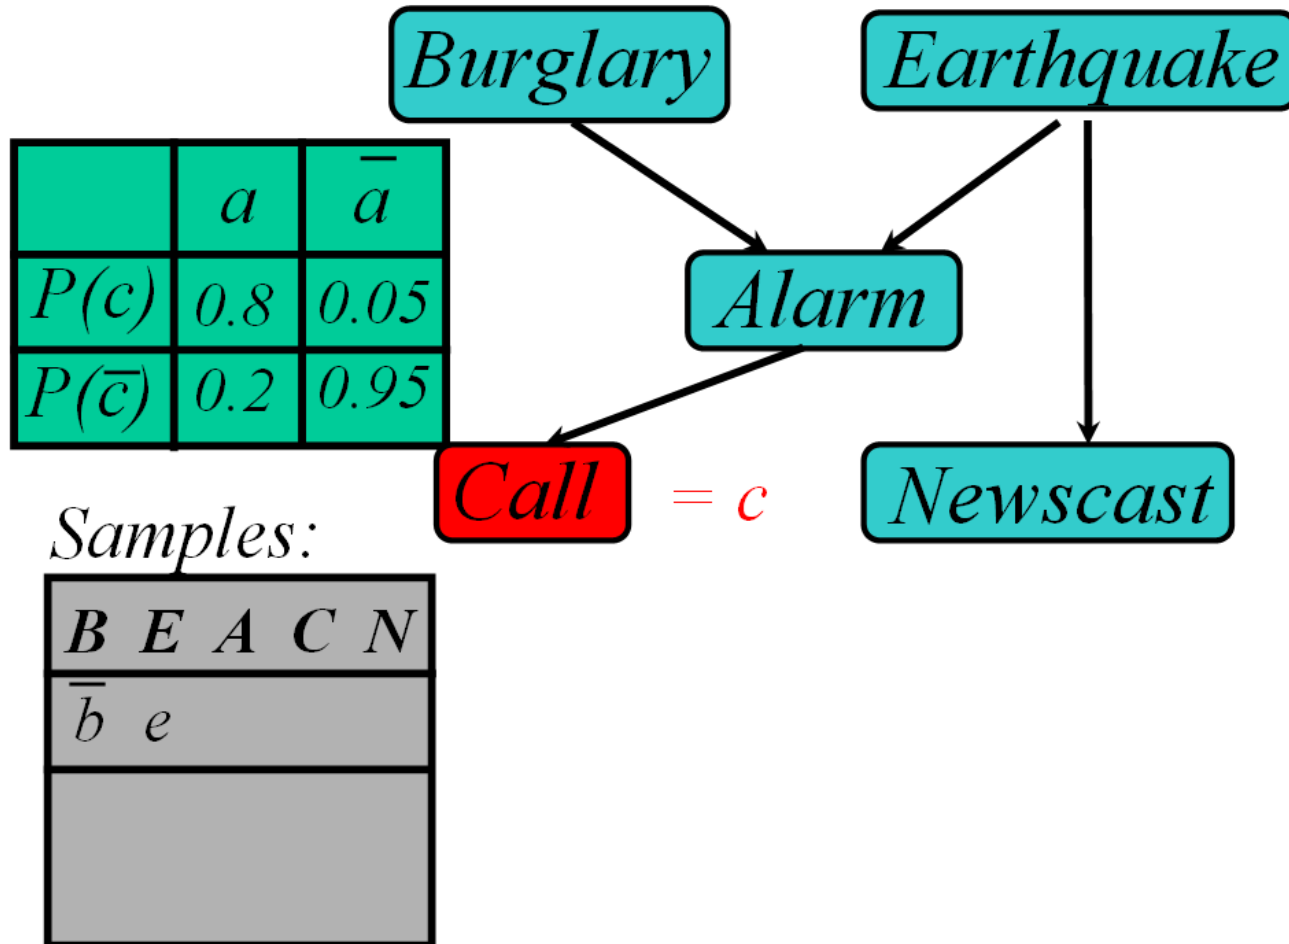 Burglary
Earthquake
a a̅
P(c) 0.8 0.05
P(c̅) 0.2 0.95
Alarm
Call = c
Newscast
Samples:
B E A C N
b̅ e